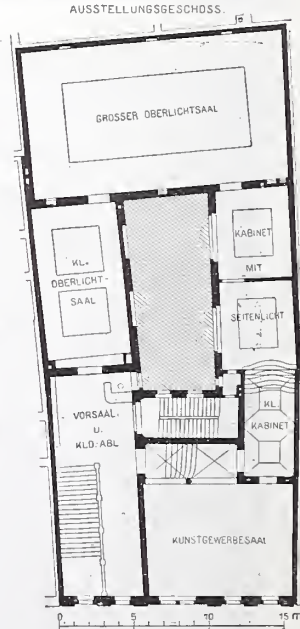 AUSSTELLUNGSGESCHOSS.
GROSSER OBERLICHTSAAL
KL.
OBERLICHT-
SAAL
KABINET
MIT
SEITENLICHT
VORSAAL
U.
KLD.-ABL.
KL.
KABINET
KUNSTGEWERBESAAL
0 5 10 15 m